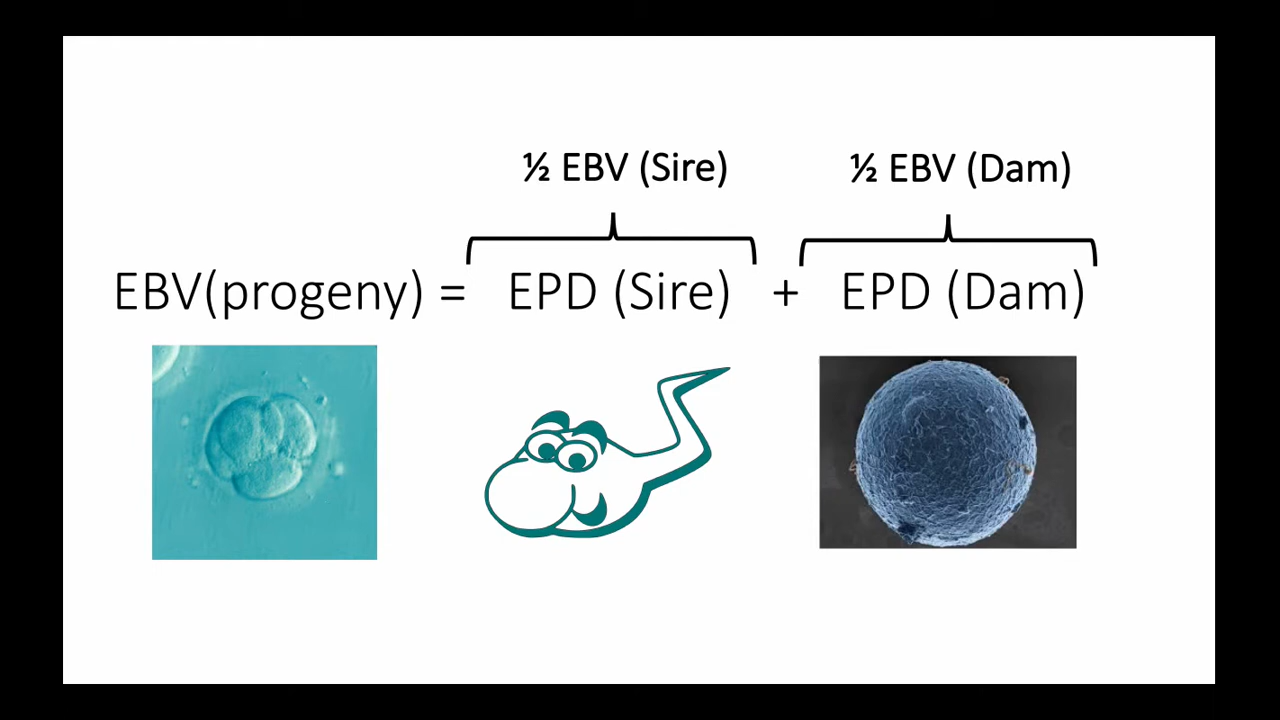 ½ EBV (Sire) ½ EBV (Dam)
EBV(progeny) = EPD (Sire) + EPD (Dam)